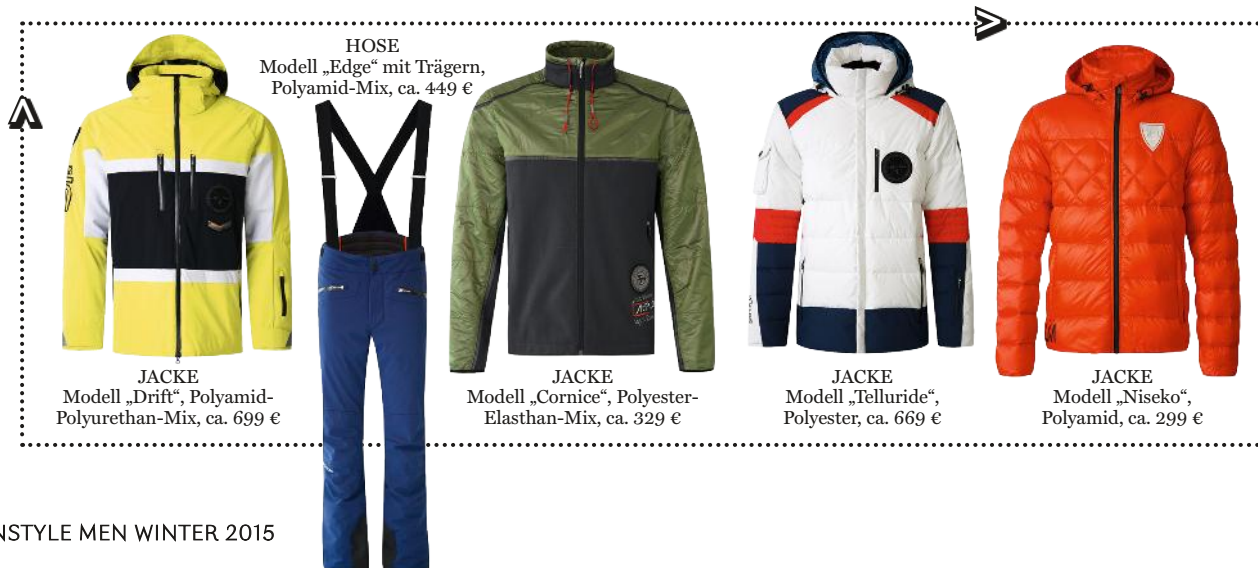 HOSE
Modell „Edge“ mit Trägern,
Polyamid-Mix, ca. 449 €
JACKE
Modell „Drift“, Polyamid-
Polyurethan-Mix, ca. 699 €
JACKE
Modell „Cornice“, Polyester-
Elasthan-Mix, ca. 329 €
JACKE
Modell „Telluride“,
Polyester, ca. 669 €
JACKE
Modell „Niseko“,
Polyamid, ca. 299 €
NSTYLE MEN WINTER 2015